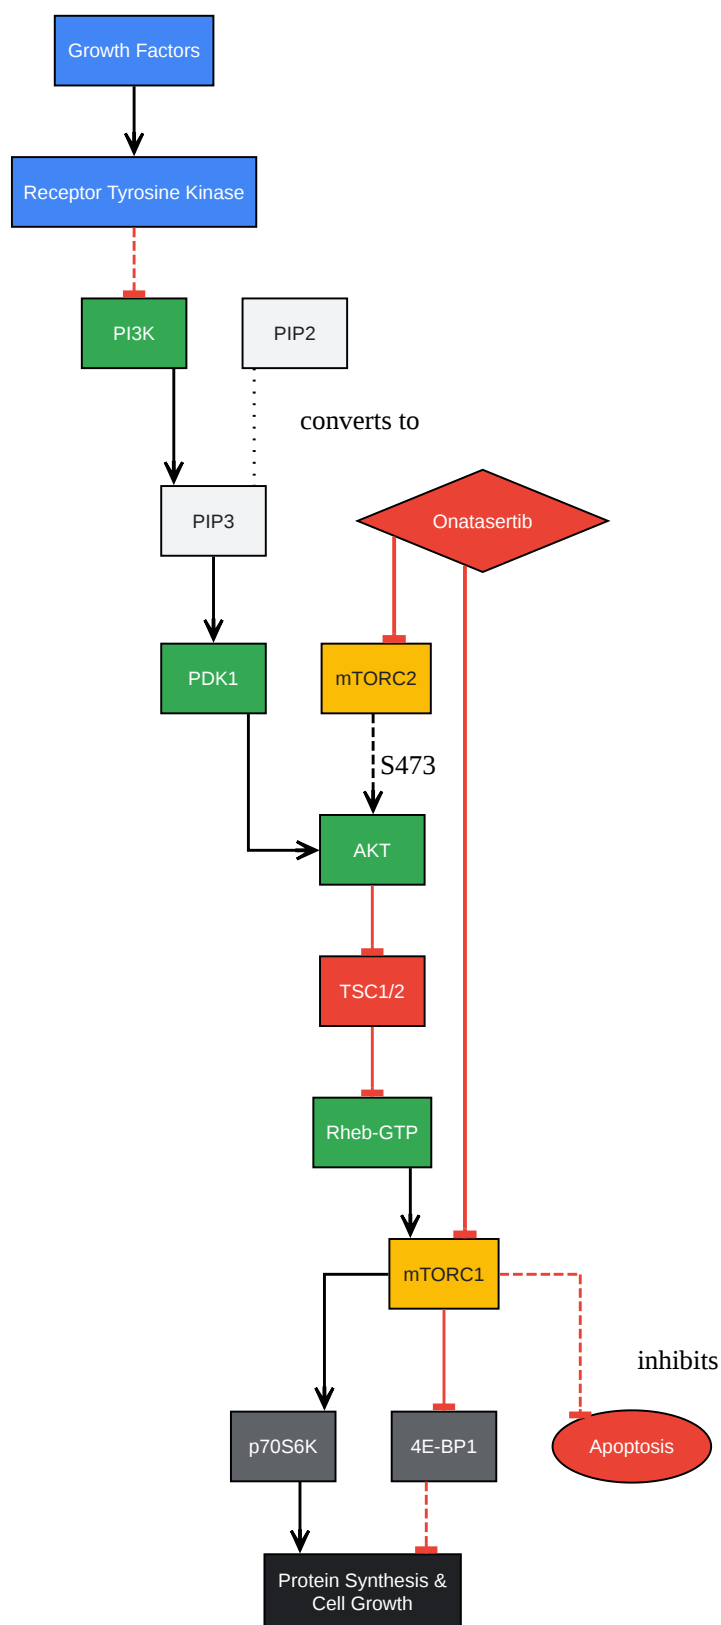 Growth Factors
Receptor Tyrosine Kinase
PI3K
PIP2
converts to
PIP3
Onatasertib
PDK1
mTORC2
S473
AKT
TSC1/2
Rheb-GTP
mTORC1
inhibits
p70S6K
4E-BP1
Apoptosis
Protein Synthesis &
Cell Growth